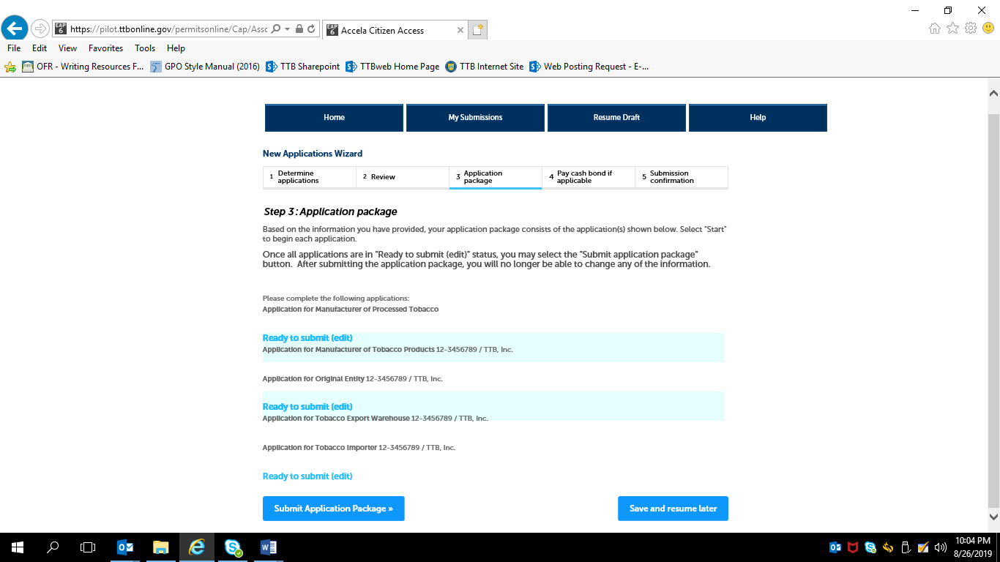 https://pilot.ttbonline.gov/permitsonline/Cap/Assc
Accela Citizen Access
File Edit View Favorites Tools Help
OFR - Writing Resources F... GPO Style Manual (2016) TTB Sharepoint TTBweb Home Page TTB Internet Site Web Posting Request - E-...
Home My Submissions Resume Draft Help
New Applications Wizard
1 Determine applications 2 Review 3 Application package 4 Pay cash bond if applicable 5 Submission confirmation
Step 3 : Application package
Based on the information you have provided, your application package consists of the application(s) shown below. Select "Start"
to begin each application.
Once all applications are in "Ready to submit (edit)" status, you may select the "Submit application package"
button. After submitting the application package, you will no longer be able to change any of the information.
Please complete the following applications:
Application for Manufacturer of Processed Tobacco
Ready to submit (edit)
Application for Manufacturer of Tobacco Products 12-3456789 / TTB, Inc.
Application for Original Entity 12-3456789 / TTB, Inc.
Ready to submit (edit)
Application for Tobacco Export Warehouse 12-3456789 / TTB, Inc.
Application for Tobacco Importer 12-3456789 / TTB, Inc.
Ready to submit (edit)
Submit Application Package » Save and resume later
10:04 PM
8/26/2019